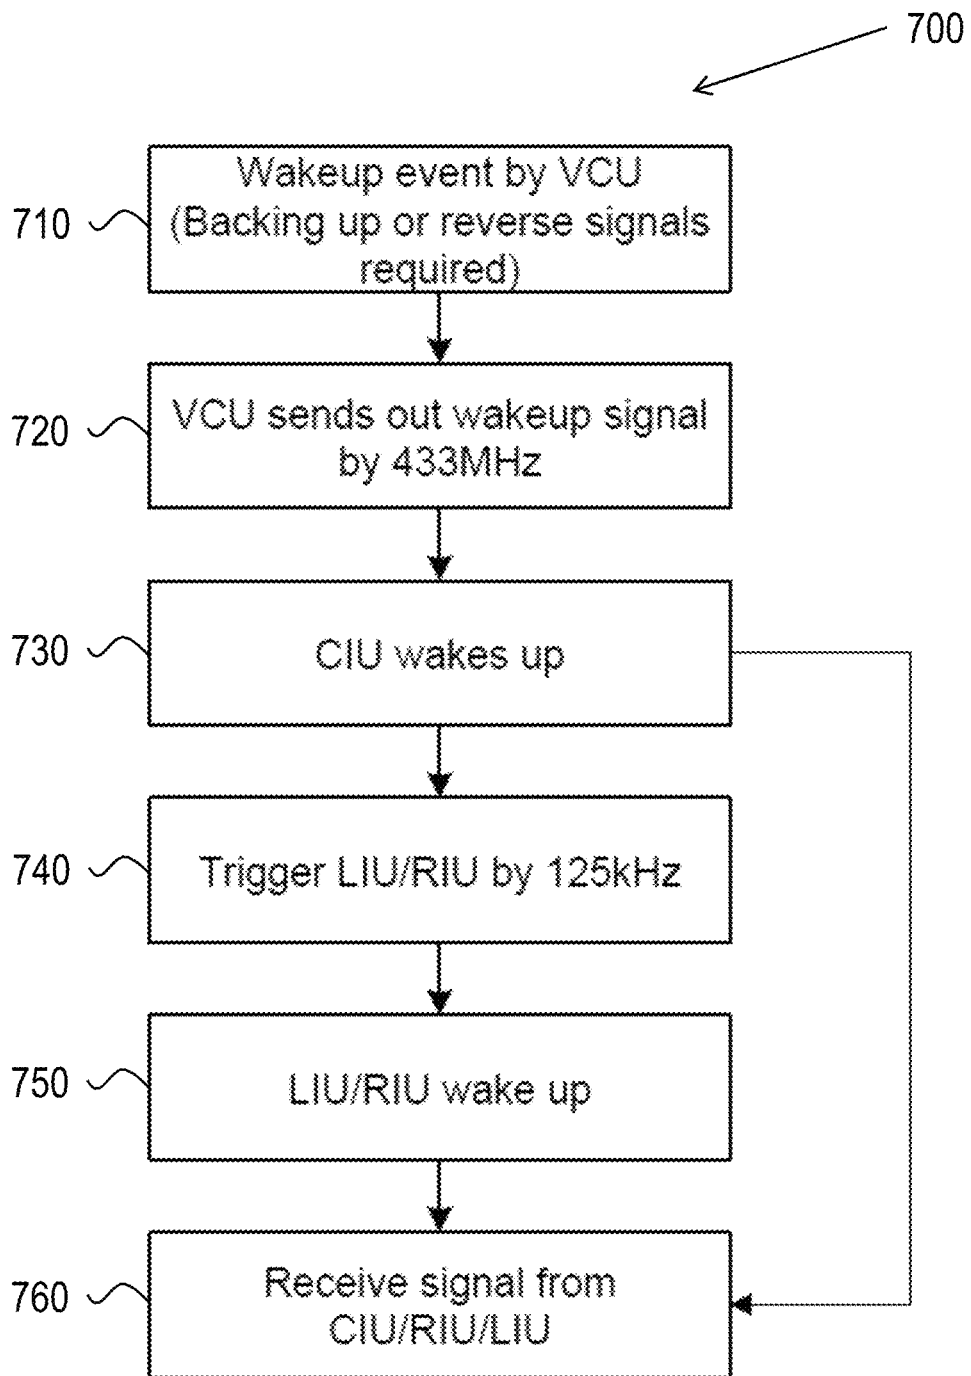 700
710
Wakeup event by VCU
(Backing up or reverse signals
required)
720
VCU sends out wakeup signal
by 433MHz
730
CIU wakes up
740
Trigger LIU/RIU by 125kHz
750
LIU/RIU wake up
760
Receive signal from
CIU/RIU/LIU